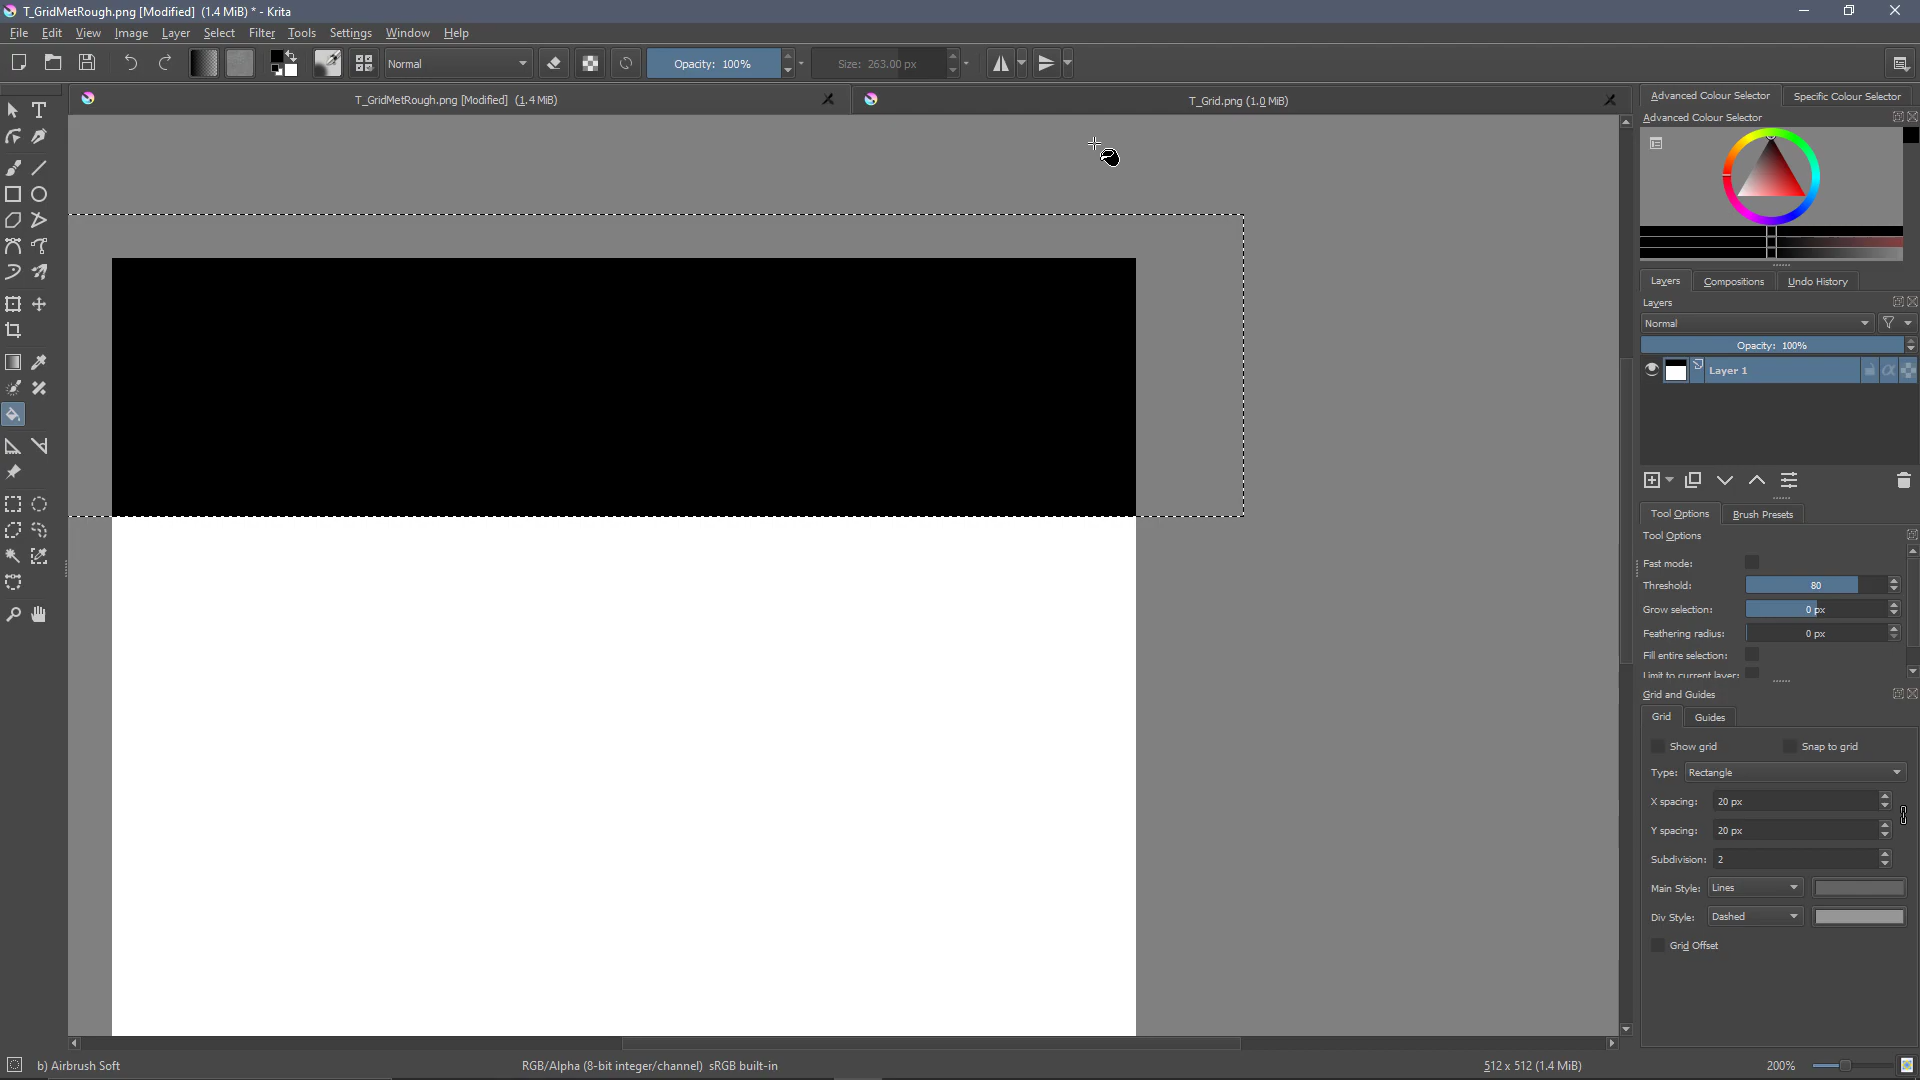 T_GridMetRough.png [Modified]  (1.4 MiB) * - Krita
File Edit View Image Layer Select Filter Tools Settings Window Help
Normal Opacity: 100% Size: 263.00 px
T_GridMetRough.png [Modified]  (1.4 MiB) T_Grid.png (1.0 MiB)
Advanced Colour Selector Specific Colour Selector
Advanced Colour Selector
Layers Compositions Undo History
Layers
Normal
Opacity: 100%
Layer 1
Tool Options Brush Presets
Tool Options
Fast mode:
Threshold: 80
Grow selection: 0 px
Feathering radius: 0 px
Fill entire selection:
Limit to current layer:
Grid and Guides
Grid Guides
Show grid Snap to grid
Type: Rectangle
X spacing: 20 px
Y spacing: 20 px
Subdivision: 2
Main Style: Lines
Div Style: Dashed
Grid Offset
b) Airbrush Soft RGB/Alpha (8-bit integer/channel)  sRGB built-in 512 x 512 (1.4 MiB) 200%